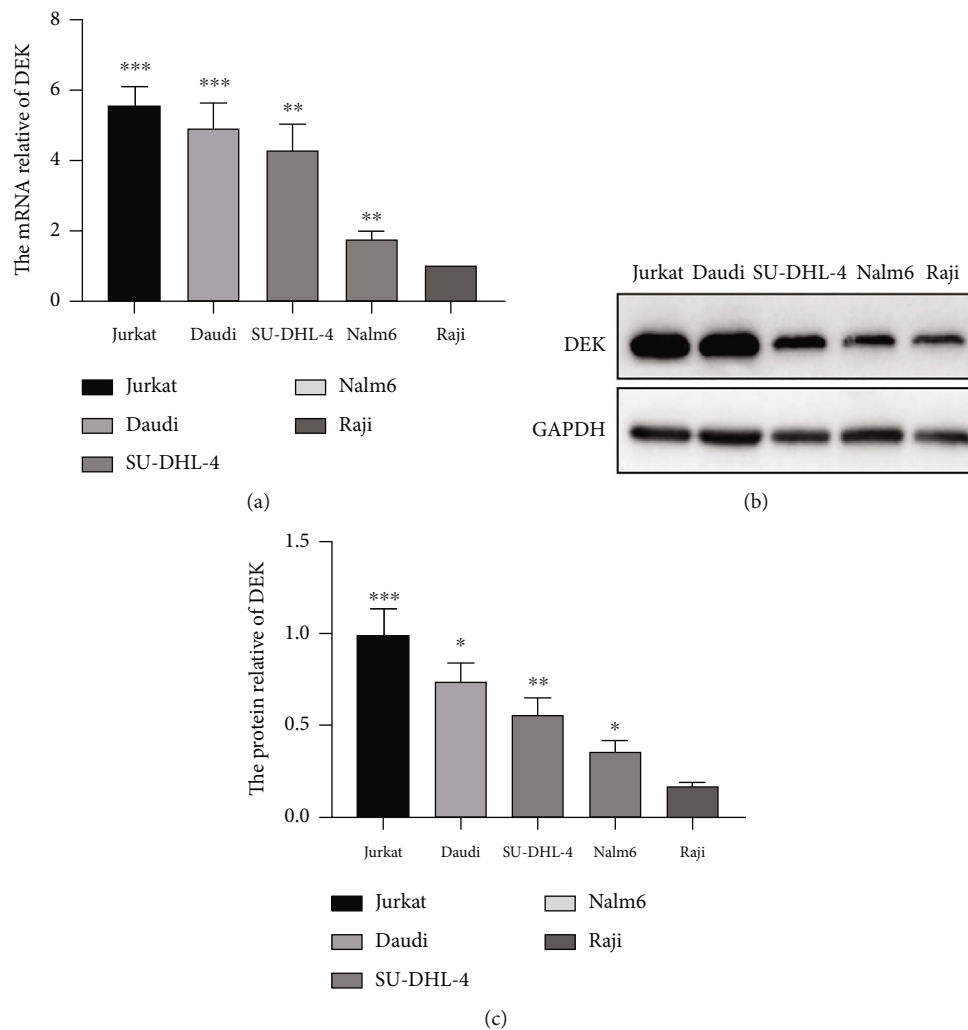 The mRNA relative of DEK
8
6
4
2
0
***
***
**
**
Jurkat Daudi SU-DHL-4 Nalm6 Raji
Jurkat Nalm6
Daudi Raji
SU-DHL-4
(a)
Jurkat Daudi SU-DHL-4 Nalm6 Raji
DEK
GAPDH
(b)
The protein relative of DEK
1.5
1.0
0.5
0.0
***
*
**
*
Jurkat Daudi SU-DHL-4 Nalm6 Raji
Jurkat Nalm6
Daudi Raji
SU-DHL-4
(c)